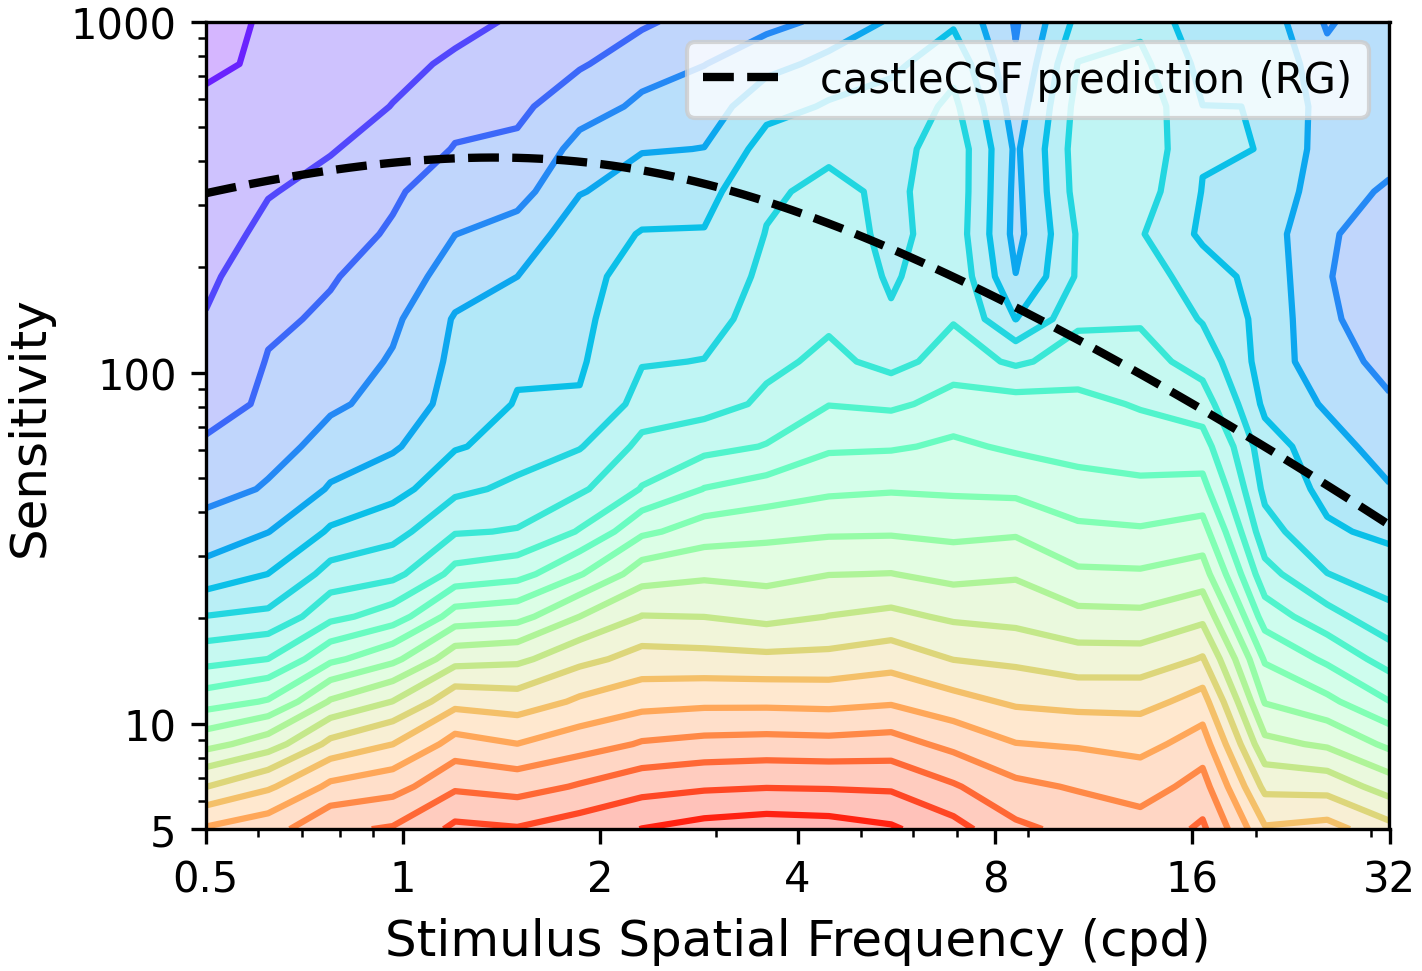 castleCSF prediction (RG)
Sensitivity
1000
100
10
5
0.5 1 2 4 8 16 32
Stimulus Spatial Frequency (cpd)